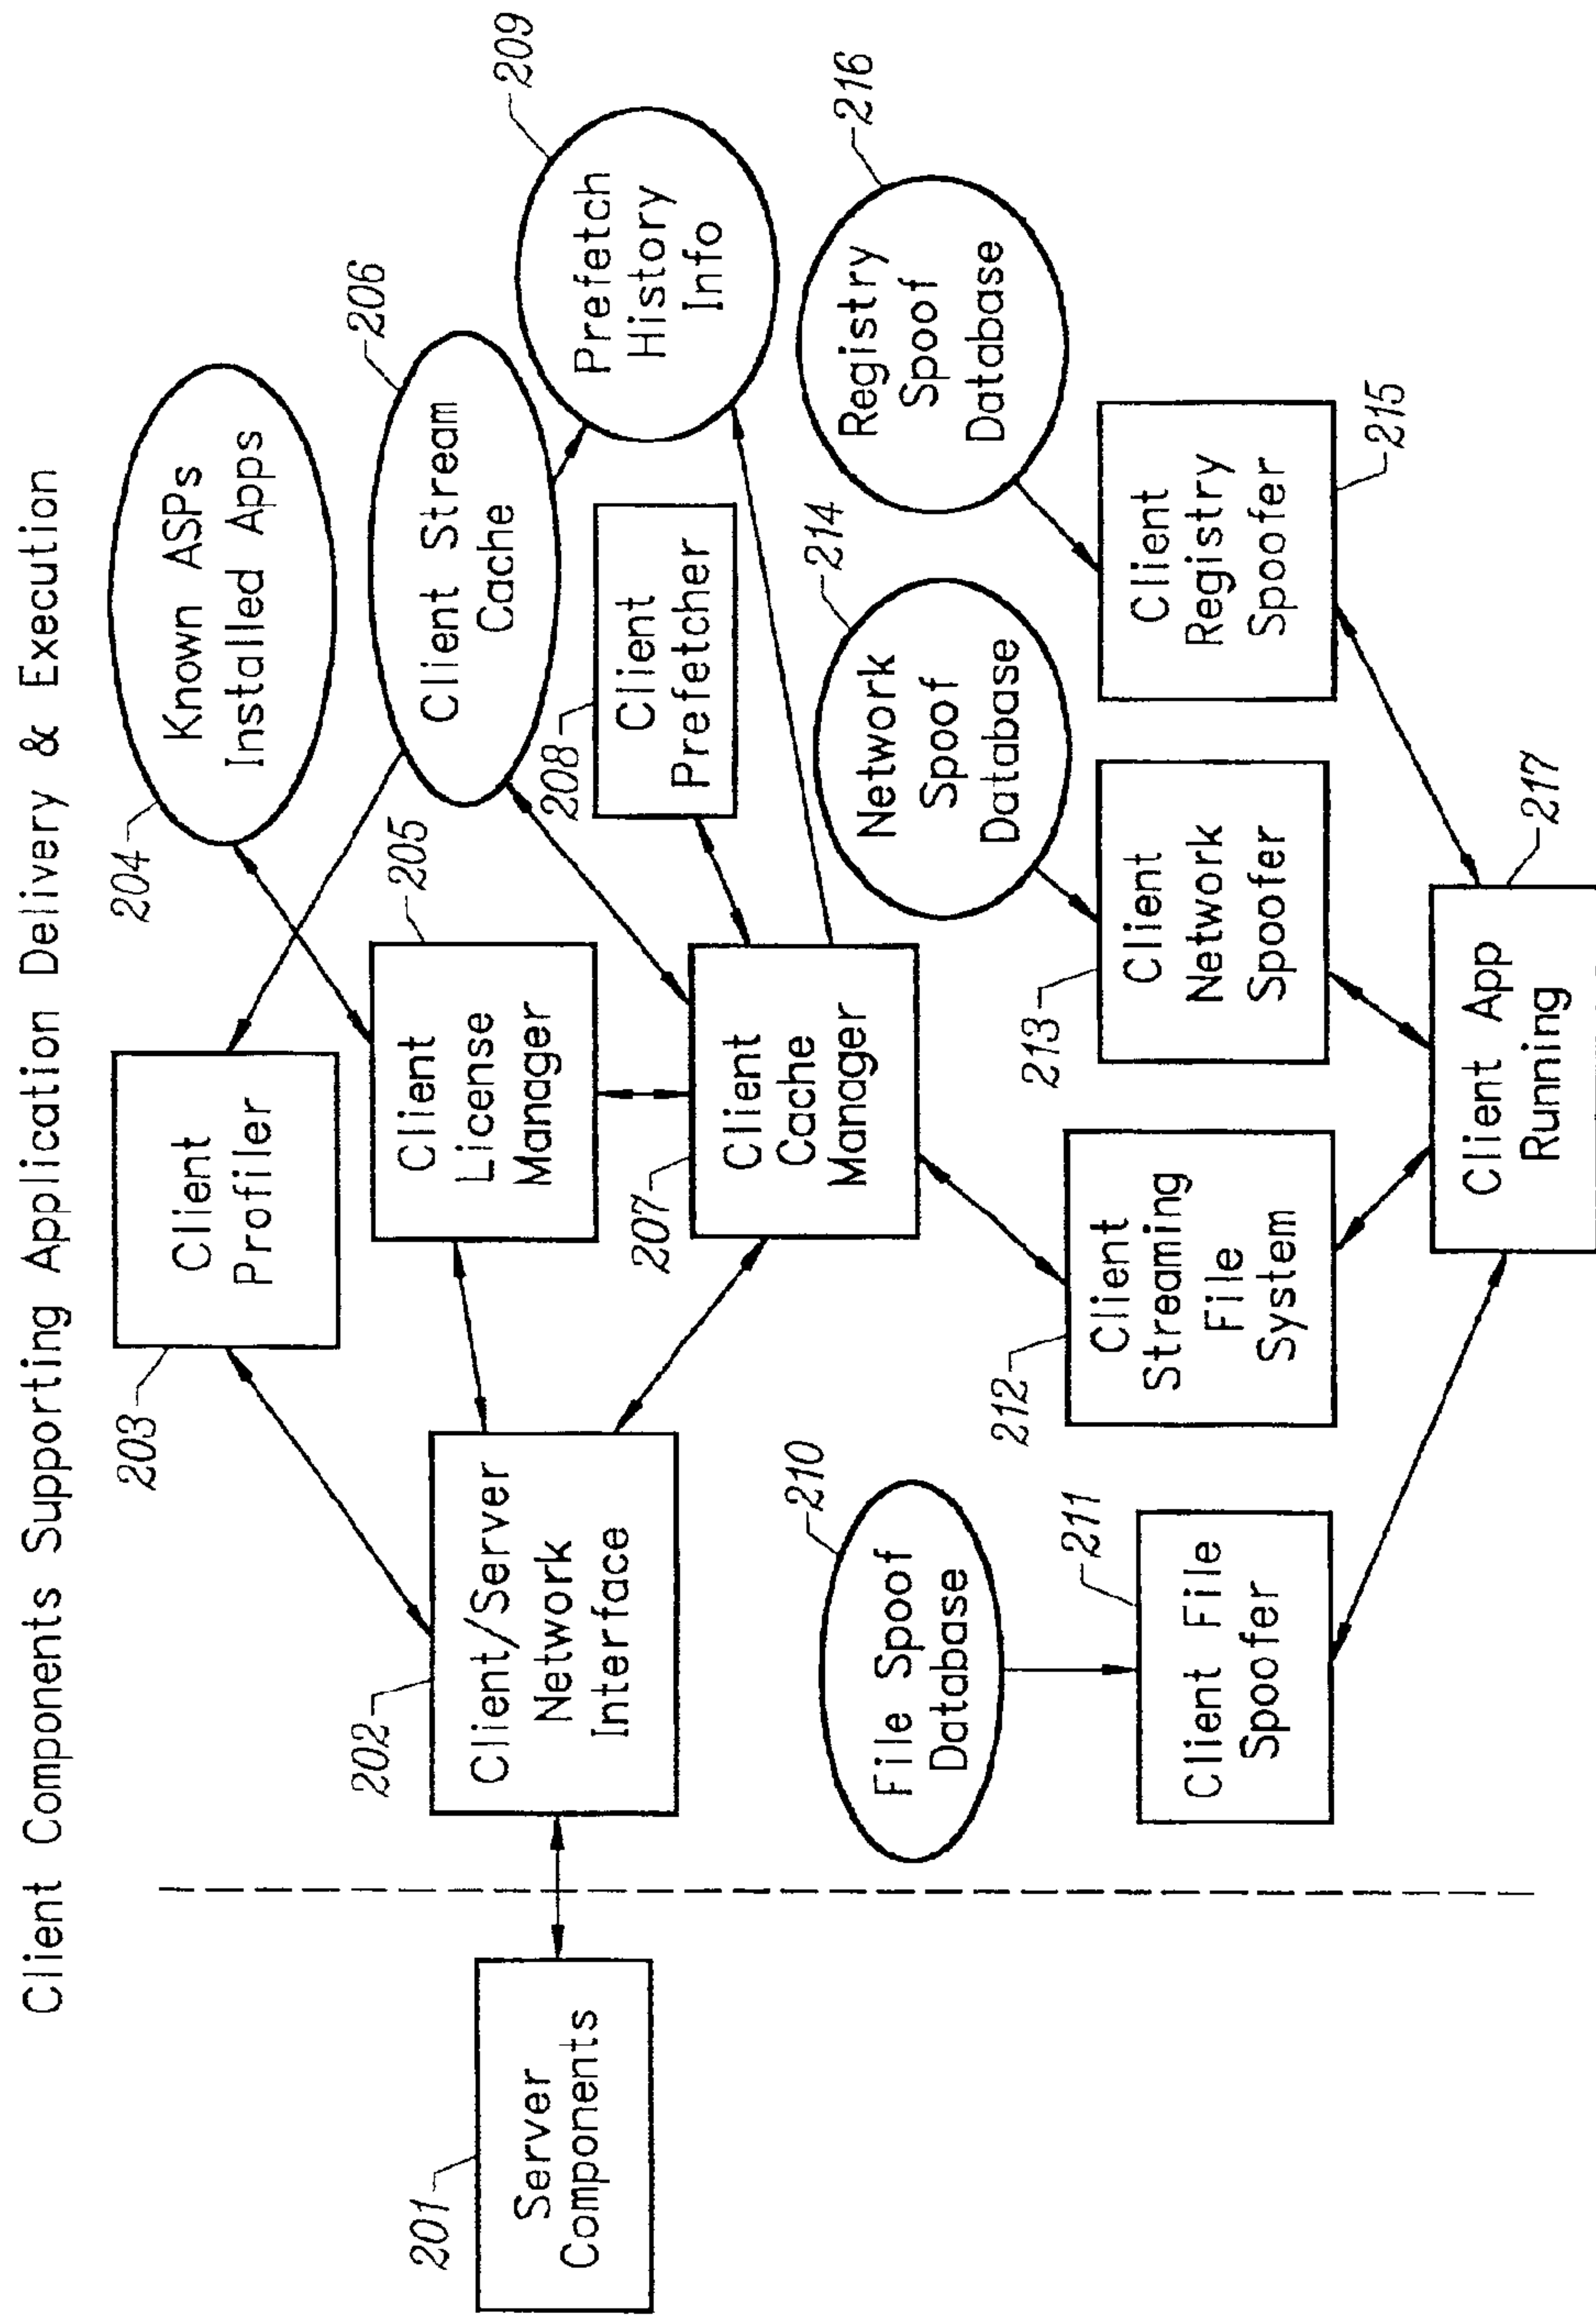 Client Components Supporting Application Delivery & Execution
204
Known ASPs
Installed Apps
203
Client
Profiler
205
Client
License
Manager
206
Client Stream
Cache
202
Client/Server
Network
Interface
201
Server
Components
208
Client
Prefetcher
209
Prefetch
History
Info
207
Client
Cache
Manager
210
File Spoof
Database
214
Network
Spoof
Database
216
Registry
Spoof
Database
211
Client File
Spoofer
212
Client
Streaming
File
System
213
Client
Network
Spoofer
Client
Registry
Spoofer
215
Client App
Running
217